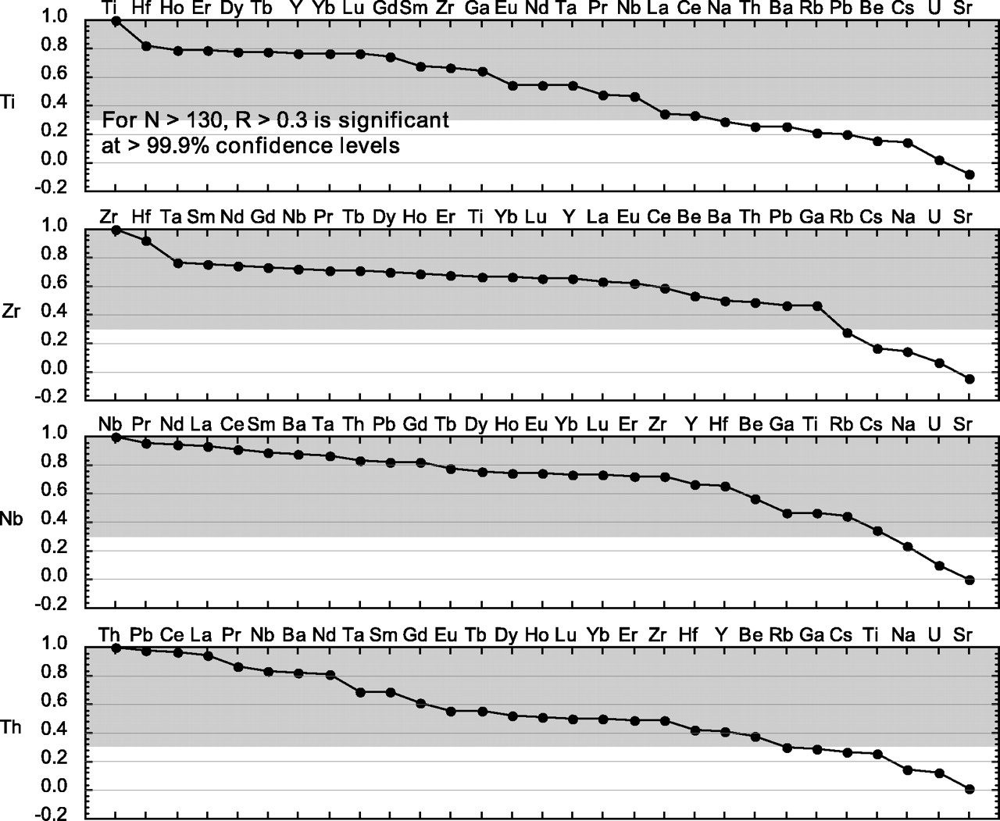 Ti Hf Ho Er Dy Tb Y Yb Lu Gd Sm Zr Ga Eu Nd Ta Pr Nb La Ce Na Th Ba Rb Pb Be Cs U Sr
1.0
0.8
0.6
0.4
0.2
0.0
-0.2
Ti
For N > 130, R > 0.3 is significant
at > 99.9% confidence levels
Zr Hf Ta Sm Nd Gd Nb Pr Tb Dy Ho Er Ti Yb Lu Y La Eu Ce Be Ba Th Pb Ga Rb Cs Na U Sr
1.0
0.8
0.6
0.4
0.2
0.0
-0.2
Zr
Nb Pr Nd La Ce Sm Ba Ta Th Pb Gd Tb Dy Ho Eu Yb Lu Er Zr Y Hf Be Ga Ti Rb Cs Na U Sr
1.0
0.8
0.6
0.4
0.2
0.0
-0.2
Nb
Th Pb Ce La Pr Nb Ba Nd Ta Sm Gd Eu Tb Dy Ho Lu Yb Er Zr Hf Y Be Rb Ga Cs Ti Na U Sr
1.0
0.8
0.6
0.4
0.2
0.0
-0.2
Th